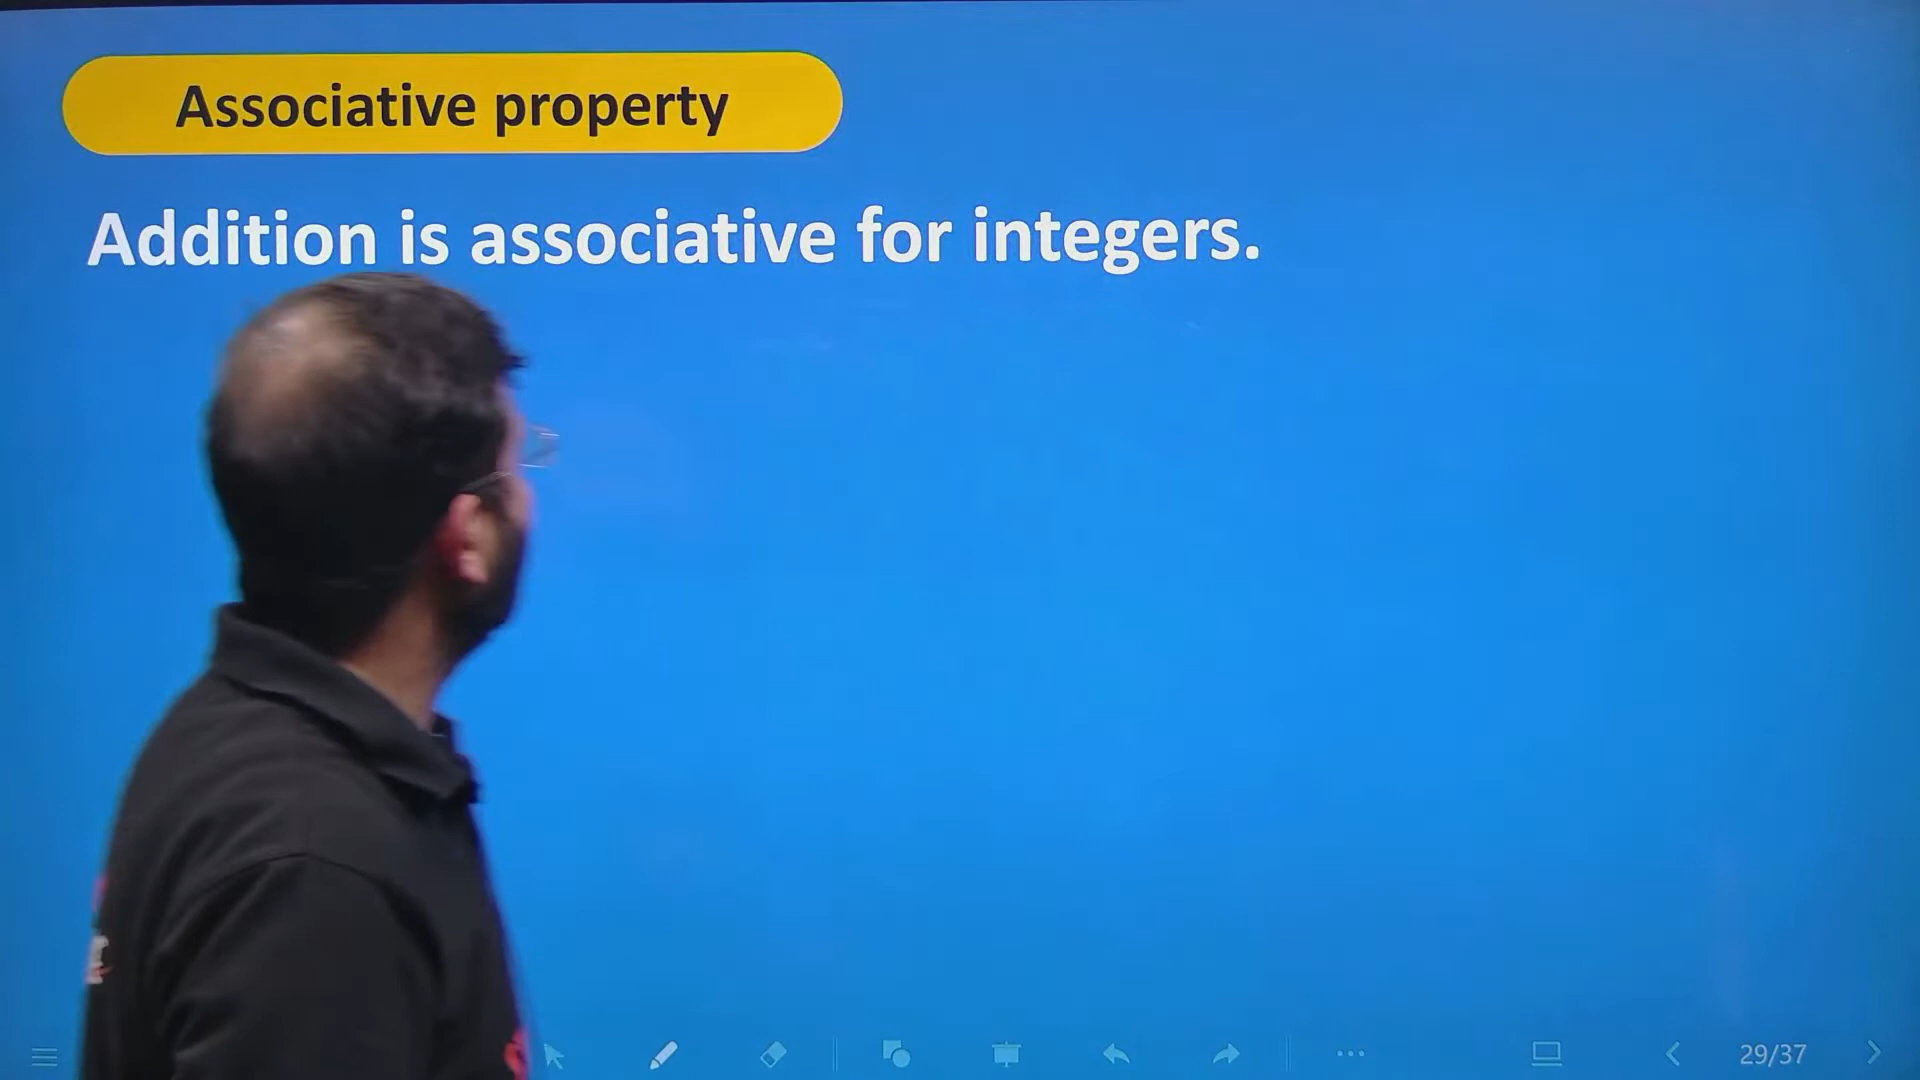 Associative property
Addition is associative for integers.
29/37